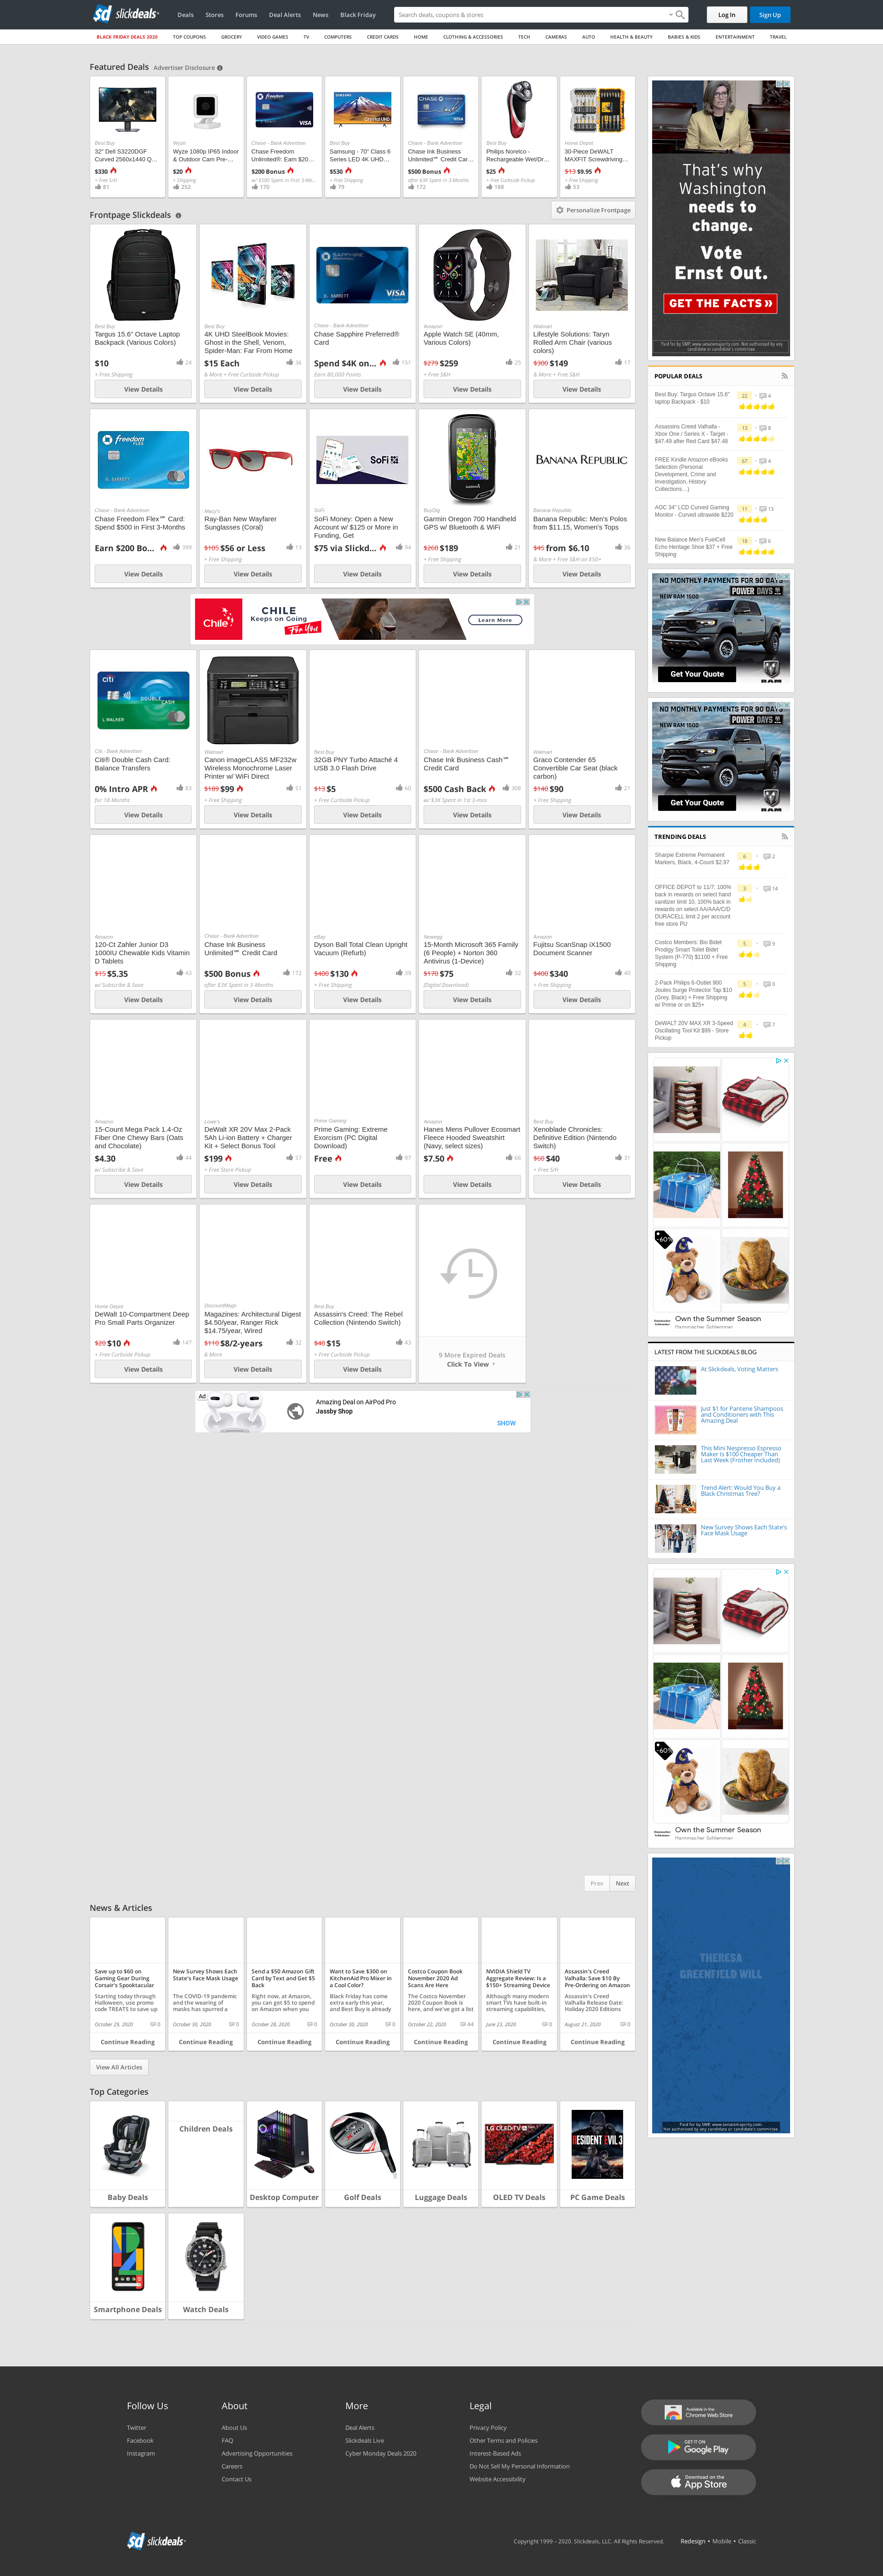 slickdeals
Deals Stores Forums Deal Alerts News Black Friday
Search deals, coupons & stores
Log In Sign Up
BLACK FRIDAY DEALS 2020 TOP COUPONS GROCERY VIDEO GAMES TV COMPUTERS CREDIT CARDS HOME CLOTHING & ACCESSORIES TECH CAMERAS AUTO HEALTH & BEAUTY BABIES & KIDS ENTERTAINMENT TRAVEL
Featured Deals Advertiser Disclosure
Best Buy
32" Dell S3220DGF
Curved 2560x1440 Q...
$330
+ Free S/H
81
Wyze
Wyze 1080p IP65 Indoor
& Outdoor Cam Pre-...
$20
+ Shipping
252
Chase - Bank Advertiser
Chase Freedom
Unlimited®: Earn $20...
$200 Bonus
w/ $500 Spent in First 3-Mo...
170
Best Buy
Samsung - 70" Class 6
Series LED 4K UHD...
$530
+ Free Shipping
79
Chase - Bank Advertiser
Chase Ink Business
Unlimited℠ Credit Car...
$500 Bonus
after $3K Spent in 3-Months
172
Best Buy
Philips Norelco -
Rechargeable Wet/Dr...
$25
+ Free Curbside Pickup
188
Home Depot
30-Piece DeWALT
MAXFIT Screwdriving...
$13 $9.95
+ Free Shipping
53
Frontpage Slickdeals
Personalize Frontpage
Best Buy
Targus 15.6" Octave Laptop
Backpack (Various Colors)
$10
24
+ Free Shipping
View Details
Best Buy
4K UHD SteelBook Movies:
Ghost in the Shell, Venom,
Spider-Man: Far From Home
$15 Each
36
& More + Free Curbside Pickup
View Details
Chase - Bank Advertiser
Chase Sapphire Preferred®
Card
Spend $4K on...
151
Earn 80,000 Points
View Details
Amazon
Apple Watch SE (40mm,
Various Colors)
$279 $259
25
+ Free S&H
View Details
Walmart
Lifestyle Solutions: Taryn
Rolled Arm Chair (various
colors)
$300 $149
17
& More + Free S&H
View Details
Chase - Bank Advertiser
Chase Freedom Flex℠ Card:
Spend $500 in First 3-Months
Earn $200 Bo...
399
View Details
Macy's
Ray-Ban New Wayfarer
Sunglasses (Coral)
$105 $56 or Less
13
+ Free Shipping
View Details
SoFi
SoFi
SoFi Money: Open a New
Account w/ $125 or More in
Funding, Get
$75 via Slickd...
94
View Details
BuyDig
Garmin Oregon 700 Handheld
GPS w/ Bluetooth & WiFi
$260 $189
21
+ Free Shipping
View Details
BANANA REPUBLIC
Banana Republic
Banana Republic: Men's Polos
from $11.15, Women's Tops
$45 from $6.10
36
& More + Free S&H on $50+
View Details
Chile
CHILE
Keeps on Going
For You
Learn More
Citi - Bank Advertiser
Citi® Double Cash Card:
Balance Transfers
0% Intro APR
83
for 18 Months
View Details
Walmart
Canon imageCLASS MF232w
Wireless Monochrome Laser
Printer w/ WiFi Direct
$189 $99
51
+ Free Shipping
View Details
Best Buy
32GB PNY Turbo Attaché 4
USB 3.0 Flash Drive
$13 $5
60
+ Free Curbside Pickup
View Details
Chase - Bank Advertiser
Chase Ink Business Cash℠
Credit Card
$500 Cash Back
308
w/ $3K Spent in 1st 3-mos
View Details
Walmart
Graco Contender 65
Convertible Car Seat (black
carbon)
$140 $90
21
+ Free Shipping
View Details
Amazon
120-Ct Zahler Junior D3
1000IU Chewable Kids Vitamin
D Tablets
$15 $5.35
43
w/ Subscribe & Save
View Details
Chase - Bank Advertiser
Chase Ink Business
Unlimited℠ Credit Card
$500 Bonus
172
after $3K Spent in 3-Months
View Details
eBay
Dyson Ball Total Clean Upright
Vacuum (Refurb)
$400 $130
39
+ Free Shipping
View Details
Newegg
15-Month Microsoft 365 Family
(6 People) + Norton 360
Antivirus (1-Device)
$170 $75
32
(Digital Download)
View Details
Amazon
Fujitsu ScanSnap iX1500
Document Scanner
$400 $340
40
+ Free Shipping
View Details
Amazon
15-Count Mega Pack 1.4-Oz
Fiber One Chewy Bars (Oats
and Chocolate)
$4.30
44
w/ Subscribe & Save
View Details
Lowe's
DeWalt XR 20V Max 2-Pack
5Ah Li-ion Battery + Charger
Kit + Select Bonus Tool
$199
57
+ Free Store Pickup
View Details
Prime Gaming
Prime Gaming: Extreme
Exorcism (PC Digital
Download)
Free
97
View Details
Amazon
Hanes Mens Pullover Ecosmart
Fleece Hooded Sweatshirt
(Navy, select sizes)
$7.50
66
View Details
Best Buy
Xenoblade Chronicles:
Definitive Edition (Nintendo
Switch)
$60 $40
31
+ Free S/H
View Details
Home Depot
DeWalt 10-Compartment Deep
Pro Small Parts Organizer
$20 $10
147
+ Free Curbside Pickup
View Details
DiscountMags
Magazines: Architectural Digest
$4.50/year, Ranger Rick
$14.75/year, Wired
$110 $8/2-years
32
& More
View Details
Best Buy
Assassin's Creed: The Rebel
Collection (Nintendo Switch)
$40 $15
43
+ Free Curbside Pickup
View Details
9 More Expired Deals
Click To View ›
Ad
Amazing Deal on AirPod Pro
Jassby Shop
SHOW
Prev Next
That's why
Washington
needs to
change.
Vote
Ernst Out.
GET THE FACTS »
Paid for by SMP. www.senatemajority.com. Not authorized by any
candidate or candidate's committee.
POPULAR DEALS
Best Buy: Targus Octave 15.6"
laptop Backpack - $10
22 4
Assassins Creed Valhalla -
Xbox One / Series X - Target -
$47.49 after Red Card $47.48
13 8
FREE Kindle Amazon eBooks
Selection (Personal
Development, Crime and
Investigation, History
Collections...)
67 4
AOC 34" LCD Curved Gaming
Monitor - Curved ultrawide $220
11 13
New Balance Men's FuelCell
Echo Heritage Shoe $37 + Free
Shipping
18 6
NO MONTHLY PAYMENTS FOR 90 DAYS
NEW RAM 1500
POWER DAYS
Get Your Quote
RAM
NO MONTHLY PAYMENTS FOR 90 DAYS
NEW RAM 1500
POWER DAYS
Get Your Quote
RAM
TRENDING DEALS
Sharpie Extreme Permanent
Markers, Black, 4-Count $2.97
6 2
OFFICE DEPOT to 11/7: 100%
back in rewards on select hand
sanitizer limit 10, 100% back in
rewards on select AA/AAA/C/D
DURACELL limit 2 per account
free store PU
3 14
Costco Members: Bio Bidet
Prodigy Smart Toilet Bidet
System (P-770) $1100 + Free
Shipping
5 9
2-Pack Philips 6-Outlet 900
Joules Surge Protector Tap $10
(Grey, Black) + Free Shipping
w/ Prime or on $25+
5 0
DeWALT 20V MAX XR 3-Speed
Oscillating Tool Kit $99 - Store
Pickup
4 7
-60%
Own the Summer Season
Hammacher Schlemmer
LATEST FROM THE SLICKDEALS BLOG
At Slickdeals, Voting Matters
Just $1 for Pantene Shampoos
and Conditioners with This
Amazing Deal
This Mini Nespresso Espresso
Maker Is $100 Cheaper Than
Last Week (Frother Included)
Trend Alert: Would You Buy a
Black Christmas Tree?
New Survey Shows Each State's
Face Mask Usage
-60%
Own the Summer Season
Hammacher Schlemmer
THERESA
GREENFIELD WILL
Paid for by SMP. www.senatemajority.com.
Not authorized by any candidate or candidate's committee.
News & Articles
Save up to $60 on
Gaming Gear During
Corsair's Spooktacular
Starting today through
Halloween, use promo
code TREATS to save up
October 29, 2020 0
Continue Reading
New Survey Shows Each
State's Face Mask Usage
The COVID-19 pandemic
and the wearing of
masks has spurred a
October 30, 2020 0
Continue Reading
Send a $50 Amazon Gift
Card by Text and Get $5
Back
Right now, at Amazon,
you can get $5 to spend
on Amazon when you
October 28, 2020 0
Continue Reading
Want to Save $300 on
KitchenAid Pro Mixer in
a Cool Color?
Black Friday has come
extra early this year,
and Best Buy is already
October 30, 2020 0
Continue Reading
Costco Coupon Book
November 2020 Ad
Scans Are Here
The Costco November
2020 Coupon Book is
here, and we've got a list
October 22, 2020 44
Continue Reading
NVIDIA Shield TV
Aggregate Review: Is a
$150+ Streaming Device
Although many modern
smart TVs have built-in
streaming capabilities,
June 23, 2020 0
Continue Reading
Assassin's Creed
Valhalla: Save $10 By
Pre-Ordering on Amazon
Assassin's Creed
Valhalla Release Date:
Holiday 2020 Editions
August 21, 2020 0
Continue Reading
View All Articles
Top Categories
Baby Deals
Children Deals
Desktop Computer
Golf Deals
Luggage Deals
LG OLED TV
OLED TV Deals
RESIDENT EVIL 3
PC Game Deals
Smartphone Deals
Watch Deals
Follow Us
Twitter
Facebook
Instagram
About
About Us
FAQ
Advertising Opportunities
Careers
Contact Us
More
Deal Alerts
Slickdeals Live
Cyber Monday Deals 2020
Legal
Privacy Policy
Other Terms and Policies
Interest-Based Ads
Do Not Sell My Personal Information
Website Accessibility
Available in the
Chrome Web Store
GET IT ON
Google Play
Download on the
App Store
slickdeals
Copyright 1999 - 2020. Slickdeals, LLC. All Rights Reserved.
Redesign • Mobile • Classic